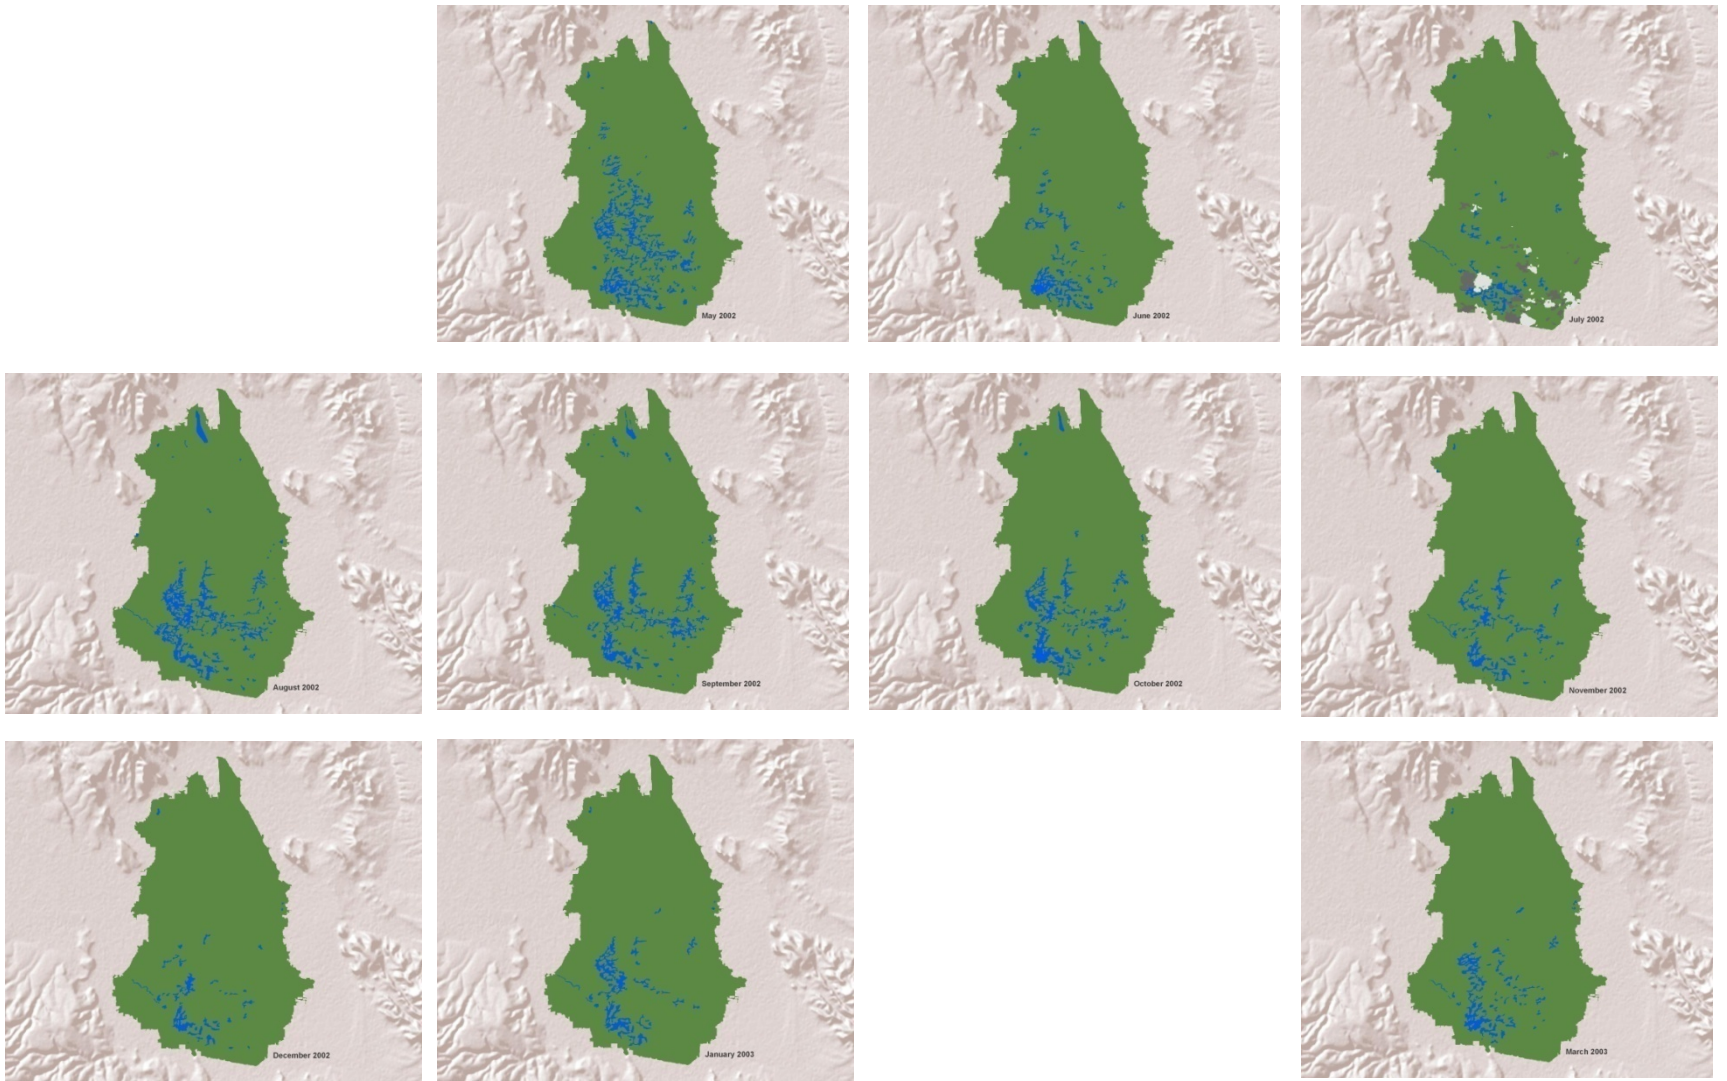 May 2002
June 2002
July 2002
August 2002
September 2002
October 2002
November 2002
December 2002
January 2003
March 2003